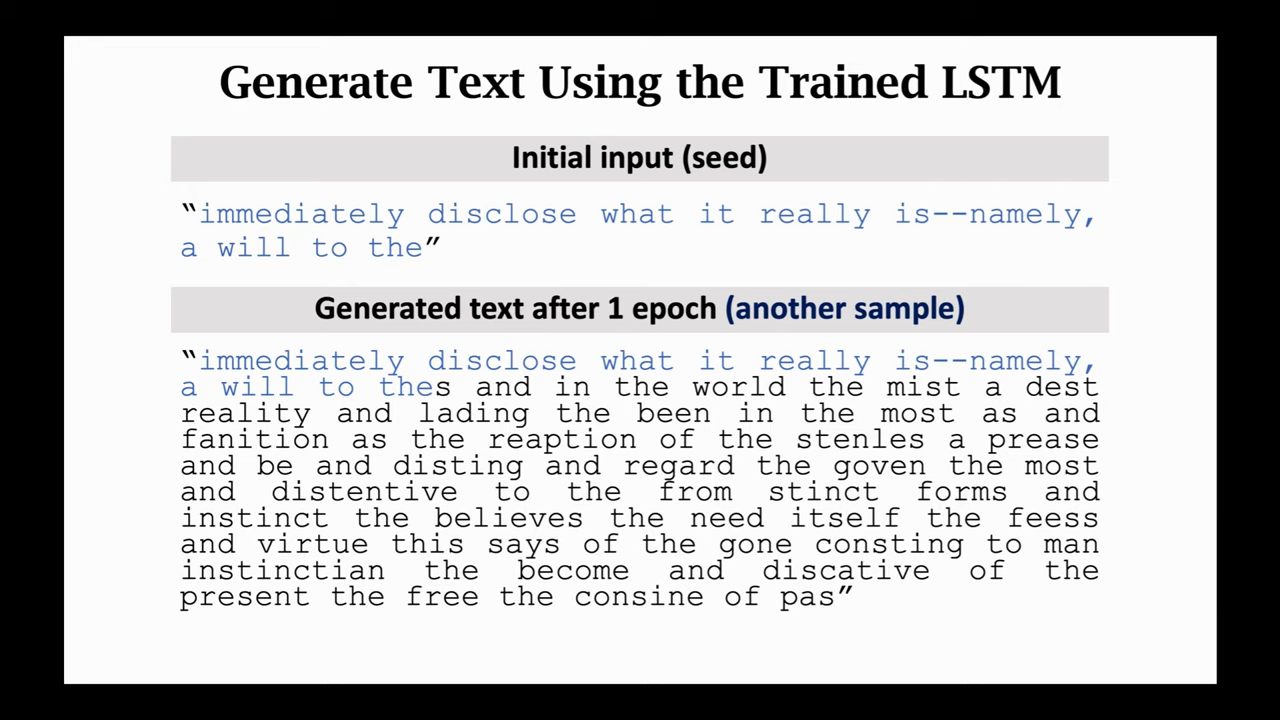 Generate Text Using the Trained LSTM
Initial input (seed)
“immediately disclose what it really is--namely,
a will to the”
Generated text after 1 epoch (another sample)
“immediately disclose what it really is--namely,
a will to thes and in the world the mist a dest
reality and lading the been in the most as and
fanition as the reaption of the stenles a prease
and be and disting and regard the goven the most
and distentive to the from stinct forms and
instinct the believes the need itself the feess
and virtue this says of the gone consting to man
instinctian the become and discative of the
present the free the consine of pas”